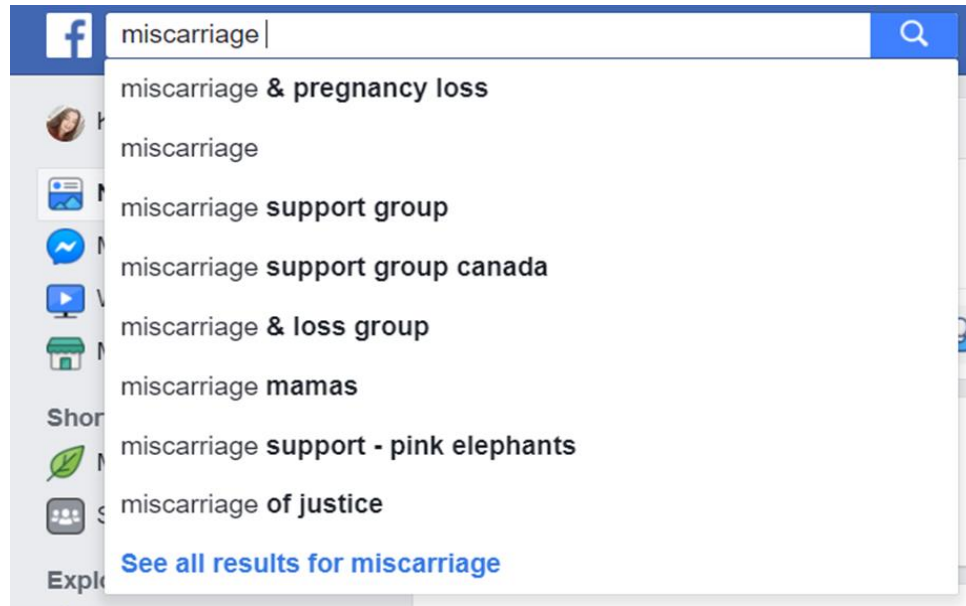 f
miscarriage
miscarriage & pregnancy loss
miscarriage
miscarriage support group
miscarriage support group canada
miscarriage & loss group
miscarriage mamas
miscarriage support - pink elephants
miscarriage of justice
See all results for miscarriage